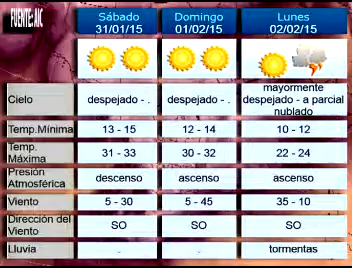 FUENTE: AIC
Sábado Domingo Lunes
31/01/15 01/02/15 02/02/15
Cielo despejado - . despejado - . mayormente
despejado - a parcial
nublado
Temp.Mínima 13 - 15 12 - 14 10 - 12
Temp.
Máxima 31 - 33 30 - 32 22 - 24
Presión
Atmosférica descenso ascenso ascenso
Viento 5 - 30 5 - 45 35 - 10
Dirección del
Viento SO SO SO
Lluvia . . tormentas